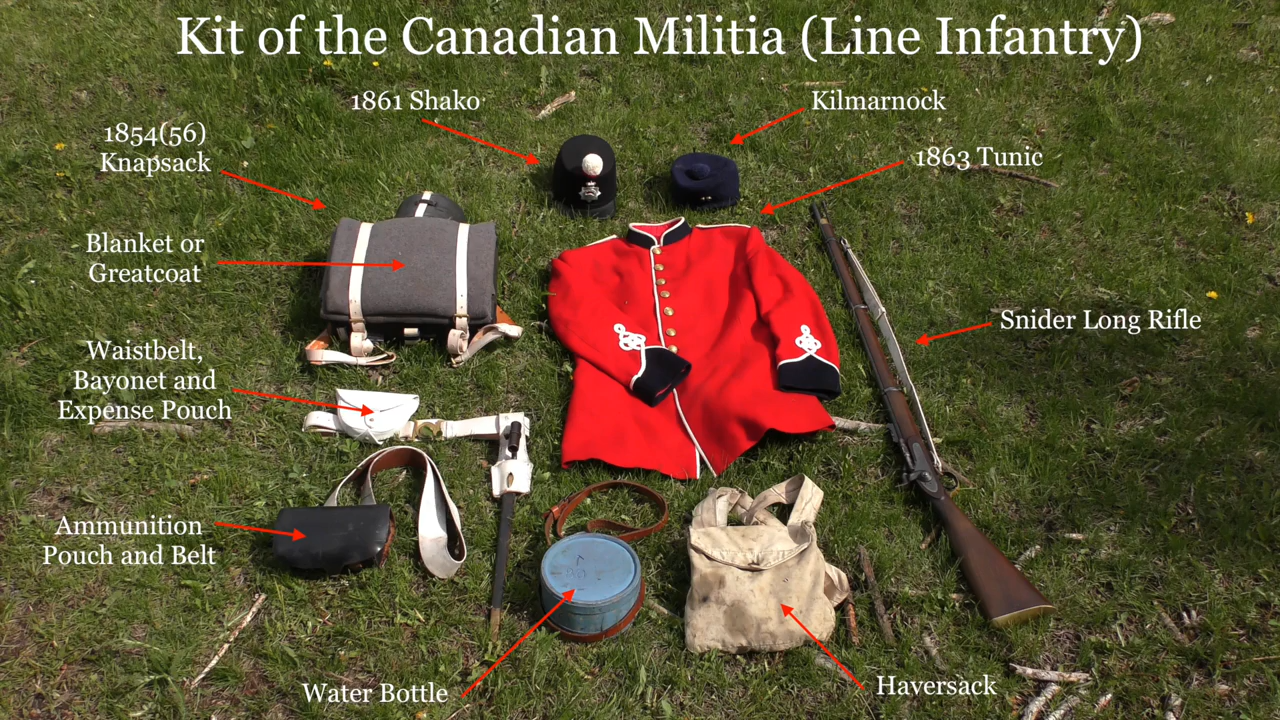 Kit of the Canadian Militia (Line Infantry)
1861 Shako
Kilmarnock
1854(56)
Knapsack
1863 Tunic
Blanket or
Greatcoat
Snider Long Rifle
Waistbelt,
Bayonet and
Expense Pouch
Ammunition
Pouch and Belt
Water Bottle
Haversack